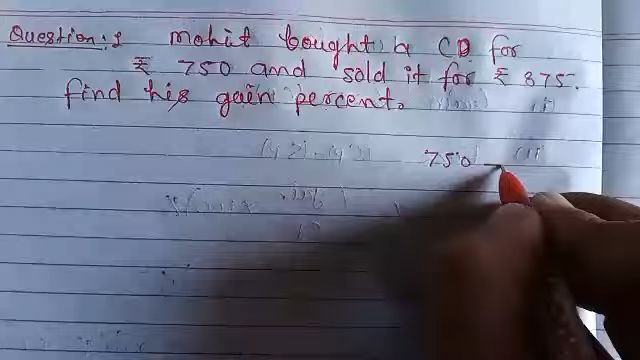 Question: 1 Mohit bought a CD for
₹ 750 and sold it for ₹ 875.
find his gain percent.
750 -